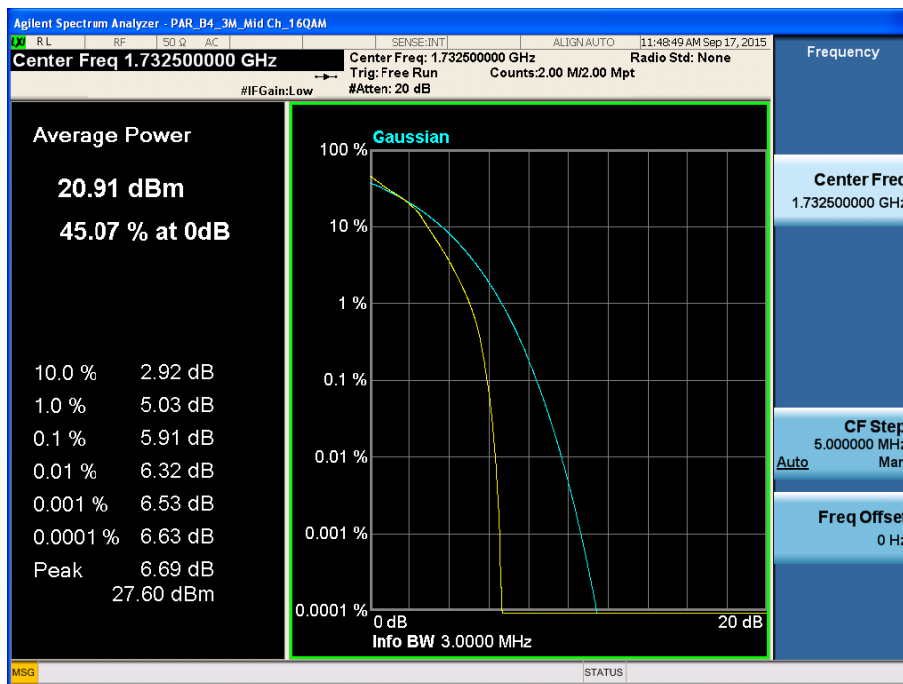 Agilent Spectrum Analyzer - PAR_B4_3M_Mid Ch_16QAM
LXI RL RF 50 Ω AC SENSE:INT ALIGN AUTO 11:48:49 AM Sep 17, 2015
Center Freq 1.732500000 GHz
Center Freq: 1.732500000 GHz Radio Std: None
Trig: Free Run Counts:2.00 M/2.00 Mpt
#IFGain:Low #Atten: 20 dB
Average Power
20.91 dBm
45.07 % at 0dB
10.0 % 2.92 dB
1.0 % 5.03 dB
0.1 % 5.91 dB
0.01 % 6.32 dB
0.001 % 6.53 dB
0.0001 % 6.63 dB
Peak 6.69 dB
27.60 dBm
Gaussian
100 %
10 %
1 %
0.1 %
0.01 %
0.001 %
0.0001 %
0 dB 20 dB
Info BW 3.0000 MHz
Frequency
Center Freq
1.732500000 GHz
CF Step
5.000000 MHz
Auto Man
Freq Offset
0 Hz
MSG STATUS